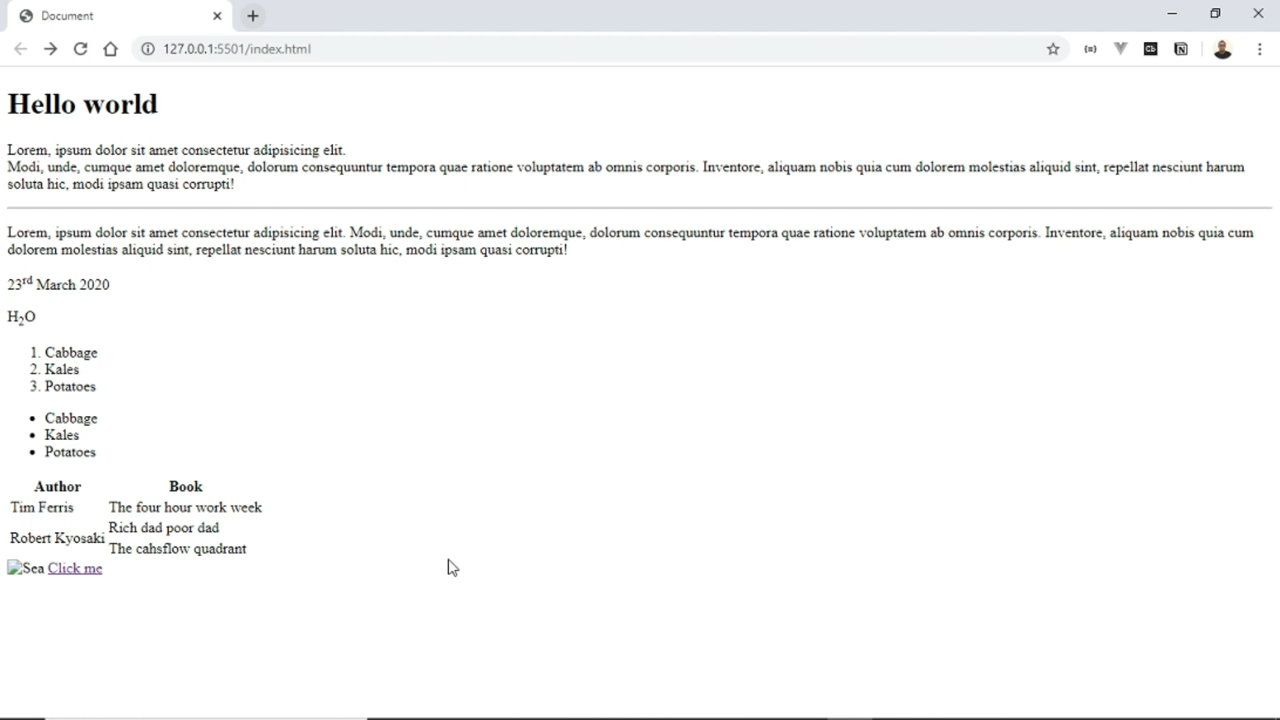 Document
127.0.0.1:5501/index.html
Hello world
Lorem, ipsum dolor sit amet consectetur adipisicing elit.
Modi, unde, cumque amet doloremque, dolorum consequuntur tempora quae ratione voluptatem ab omnis corporis. Inventore, aliquam nobis quia cum dolorem molestias aliquid sint, repellat nesciunt harum
soluta hic, modi ipsam quasi corrupti!
Lorem, ipsum dolor sit amet consectetur adipisicing elit. Modi, unde, cumque amet doloremque, dolorum consequuntur tempora quae ratione voluptatem ab omnis corporis. Inventore, aliquam nobis quia cum
dolorem molestias aliquid sint, repellat nesciunt harum soluta hic, modi ipsam quasi corrupti!
23rd March 2020
H2O
1. Cabbage
2. Kales
3. Potatoes
• Cabbage
• Kales
• Potatoes
Author Book
Tim Ferris The four hour work week
Robert Kyosaki Rich dad poor dad
The cahsflow quadrant
Sea Click me